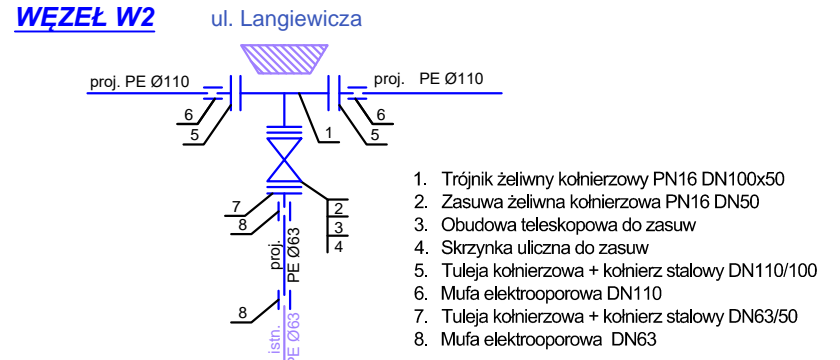 WĘZEŁ W2
ul. Langiewicza
proj. PE Ø110
proj. PE Ø110
6
5
1
6
5
7
8
2
3
4
proj.
PE Ø63
8
istn.
PE Ø63
1. Trójnik żeliwny kołnierzowy PN16 DN100x50
2. Zasuwa żeliwna kołnierzowa PN16 DN50
3. Obudowa teleskopowa do zasuw
4. Skrzynka uliczna do zasuw
5. Tuleja kołnierzowa + kołnierz stalowy DN110/100
6. Mufa elektrooporowa DN110
7. Tuleja kołnierzowa + kołnierz stalowy DN63/50
8. Mufa elektrooporowa DN63